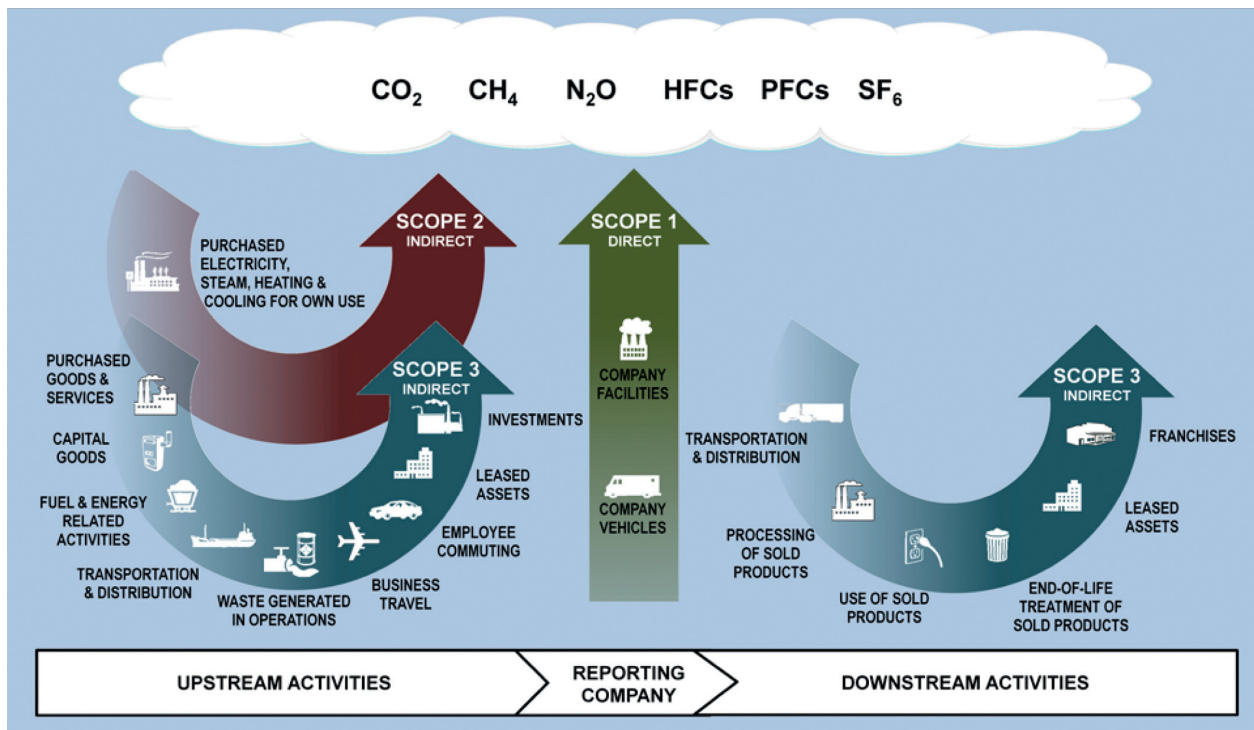 CO₂ CH₄ N₂O HFCs PFCs SF₆
SCOPE 2
INDIRECT
SCOPE 1
DIRECT
PURCHASED
ELECTRICITY,
STEAM, HEATING &
COOLING FOR OWN USE
PURCHASED
GOODS &
SERVICES
CAPITAL
GOODS
FUEL & ENERGY
RELATED
ACTIVITIES
TRANSPORTATION
& DISTRIBUTION
WASTE GENERATED
IN OPERATIONS
BUSINESS
TRAVEL
EMPLOYEE
COMMUTING
LEASED
ASSETS
INVESTMENTS
SCOPE 3
INDIRECT
COMPANY
FACILITIES
COMPANY
VEHICLES
TRANSPORTATION
& DISTRIBUTION
PROCESSING
OF SOLD
PRODUCTS
USE OF SOLD
PRODUCTS
END-OF-LIFE
TREATMENT OF
SOLD PRODUCTS
LEASED
ASSETS
FRANCHISES
SCOPE 3
INDIRECT
UPSTREAM ACTIVITIES
REPORTING
COMPANY
DOWNSTREAM ACTIVITIES